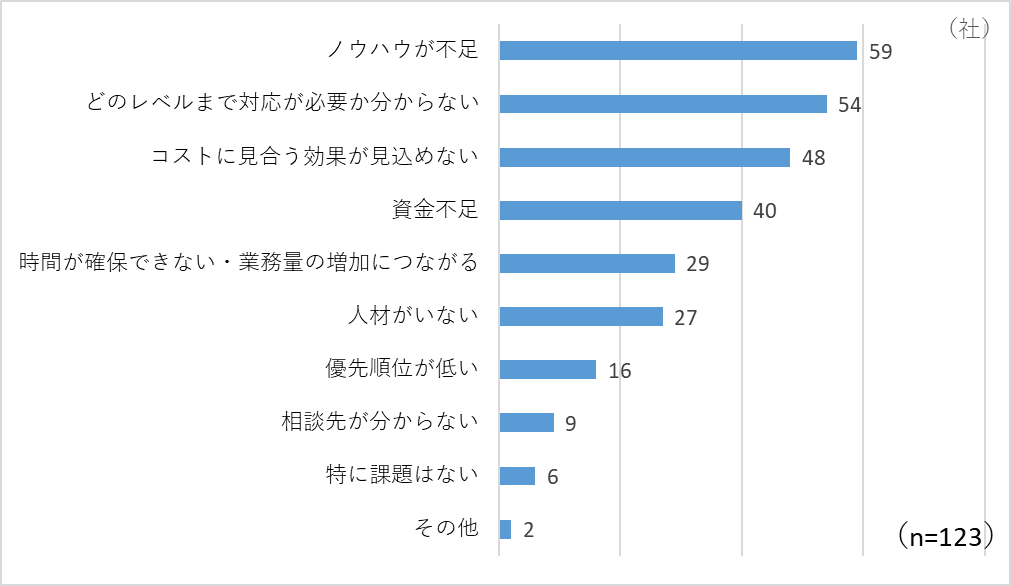 （社）
ノウハウが不足 59
どのレベルまで対応が必要か分からない 54
コストに見合う効果が見込めない 48
資金不足 40
時間が確保できない・業務量の増加につながる 29
人材がいない 27
優先順位が低い 16
相談先が分からない 9
特に課題はない 6
その他 2
（n=123）